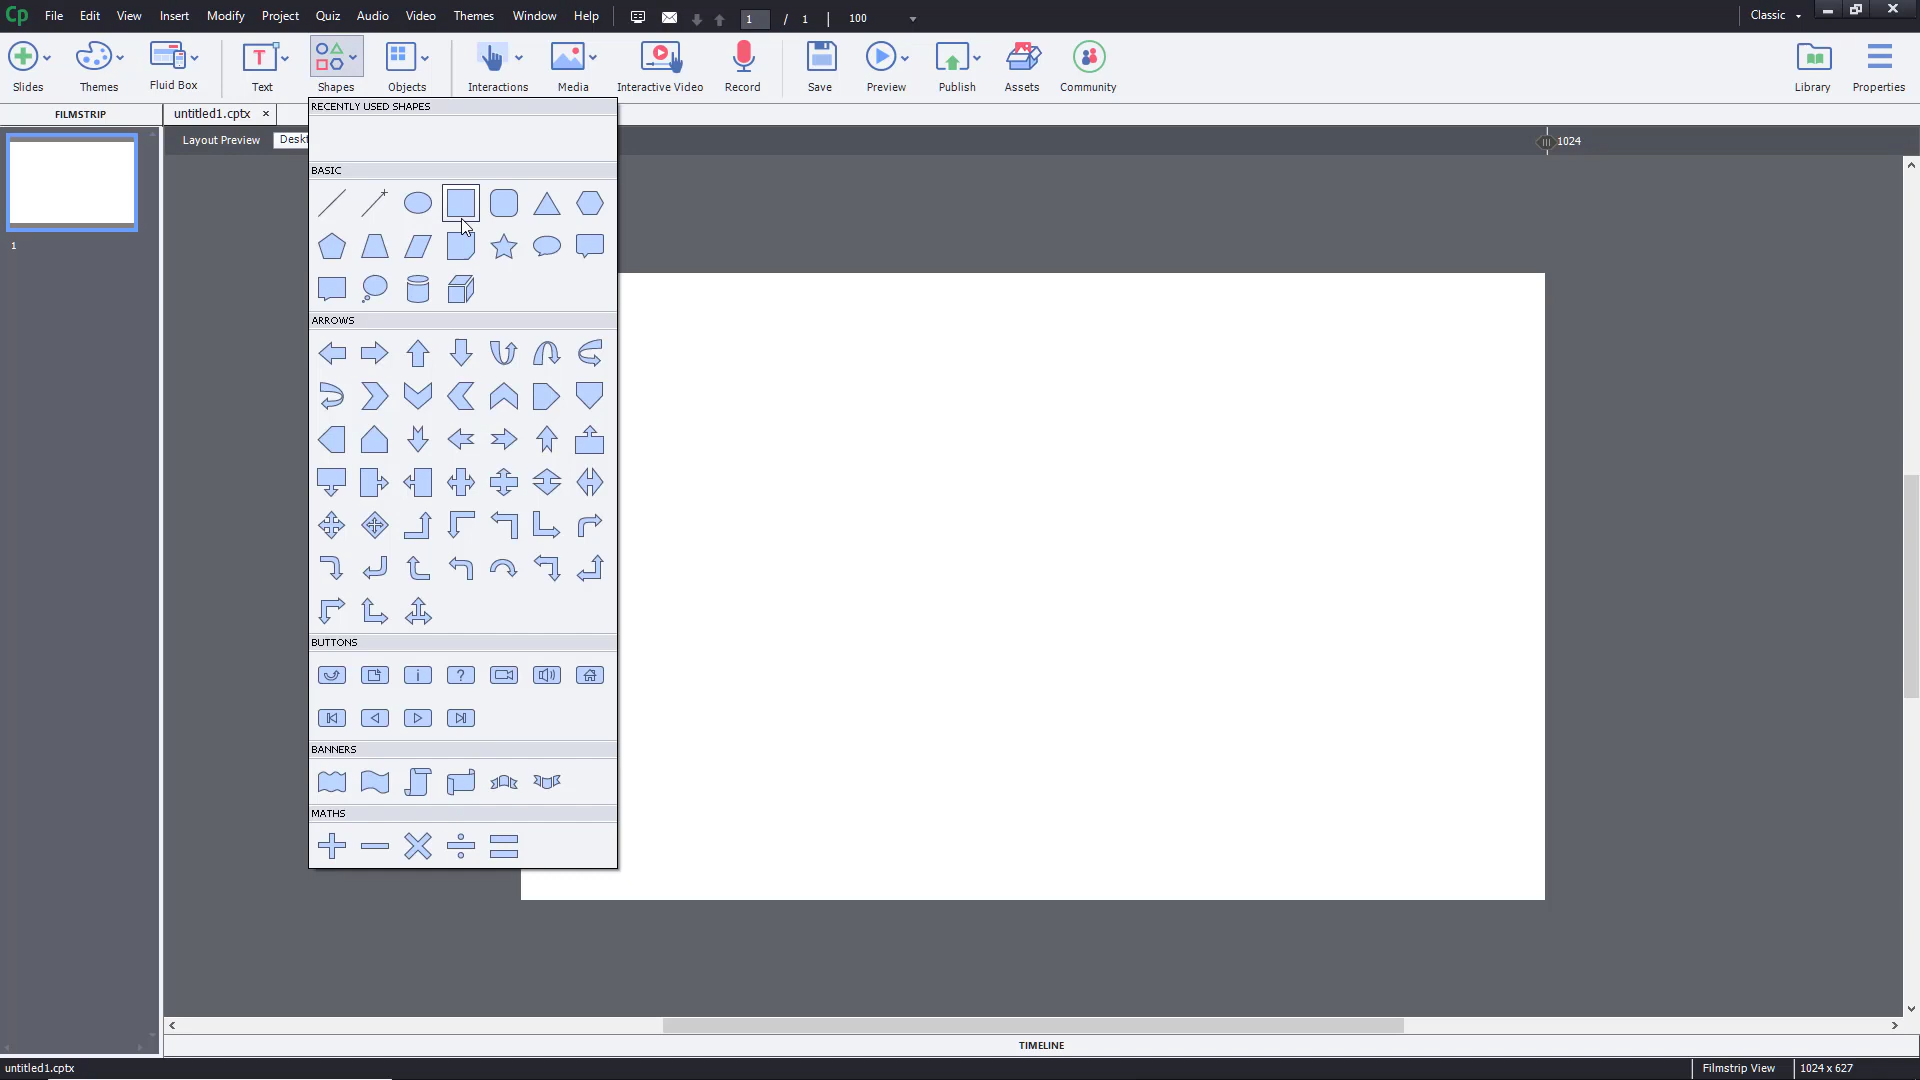 Cp File Edit View Insert Modify Project Quiz Audio Video Themes Window Help 1 / 1 100 Classic
Slides Themes Fluid Box Text Shapes Objects Interactions Media Interactive Video Record Save Preview Publish Assets Community Library Properties
FILMSTRIP
untitled1.cptx
Layout Preview
Deskt
1024
1
RECENTLY USED SHAPES
BASIC
ARROWS
BUTTONS
BANNERS
MATHS
TIMELINE
untitled1.cptx
Filmstrip View
1024 x 627